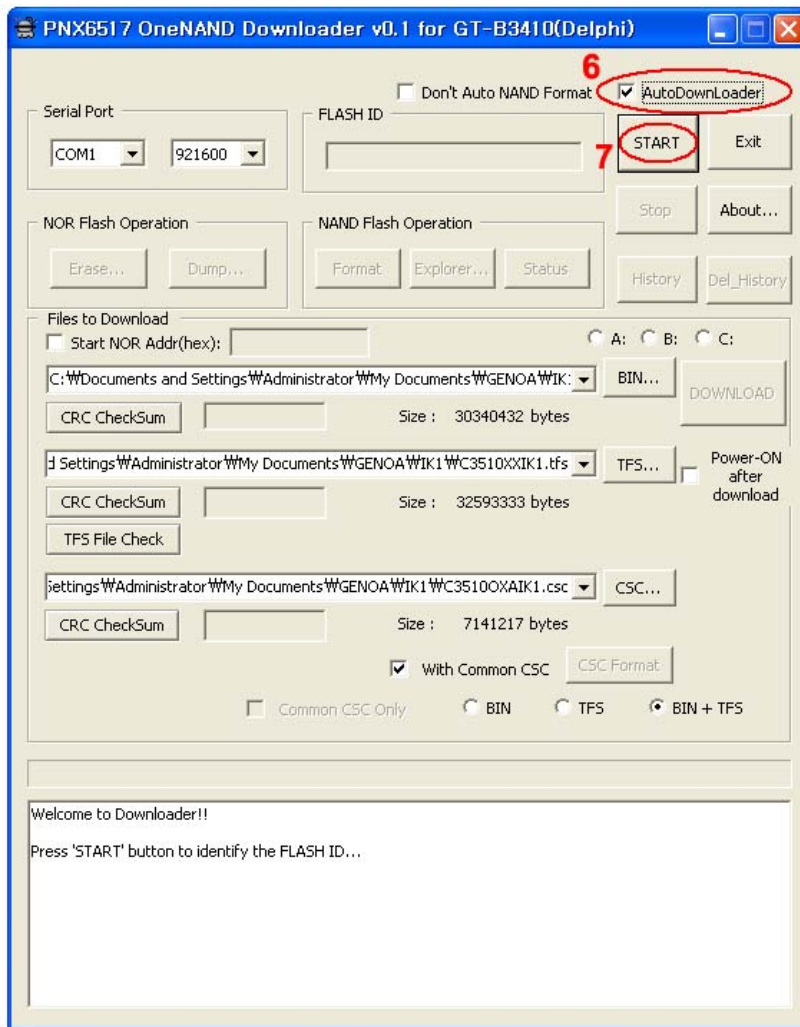 PNX6517 OneNAND Downloader v0.1 for GT-B3410(Delphi)
6
Don't Auto NAND Format
AutoDownLoader
Serial Port
FLASH ID
COM1
921600
7
START
Exit
Stop
About...
NOR Flash Operation
NAND Flash Operation
Erase...
Dump...
Format
Explorer...
Status
History
Del_History
Files to Download
Start NOR Addr(hex):
A:
B:
C:
C:₩Documents and Settings₩Administrator₩My Documents₩GENOA₩IK:
BIN...
DOWNLOAD
CRC CheckSum
Size : 30340432 bytes
d Settings₩Administrator₩My Documents₩GENOA₩IK1₩C3510XXIK1.tfs
TFS...
Power-ON
after
download
CRC CheckSum
Size : 32593333 bytes
TFS File Check
Settings₩Administrator₩My Documents₩GENOA₩IK1₩C3510OXAIK1.csc
CSC...
CRC CheckSum
Size : 7141217 bytes
With Common CSC
CSC Format
Common CSC Only
BIN
TFS
BIN + TFS
Welcome to Downloader!!
Press 'START' button to identify the FLASH ID...